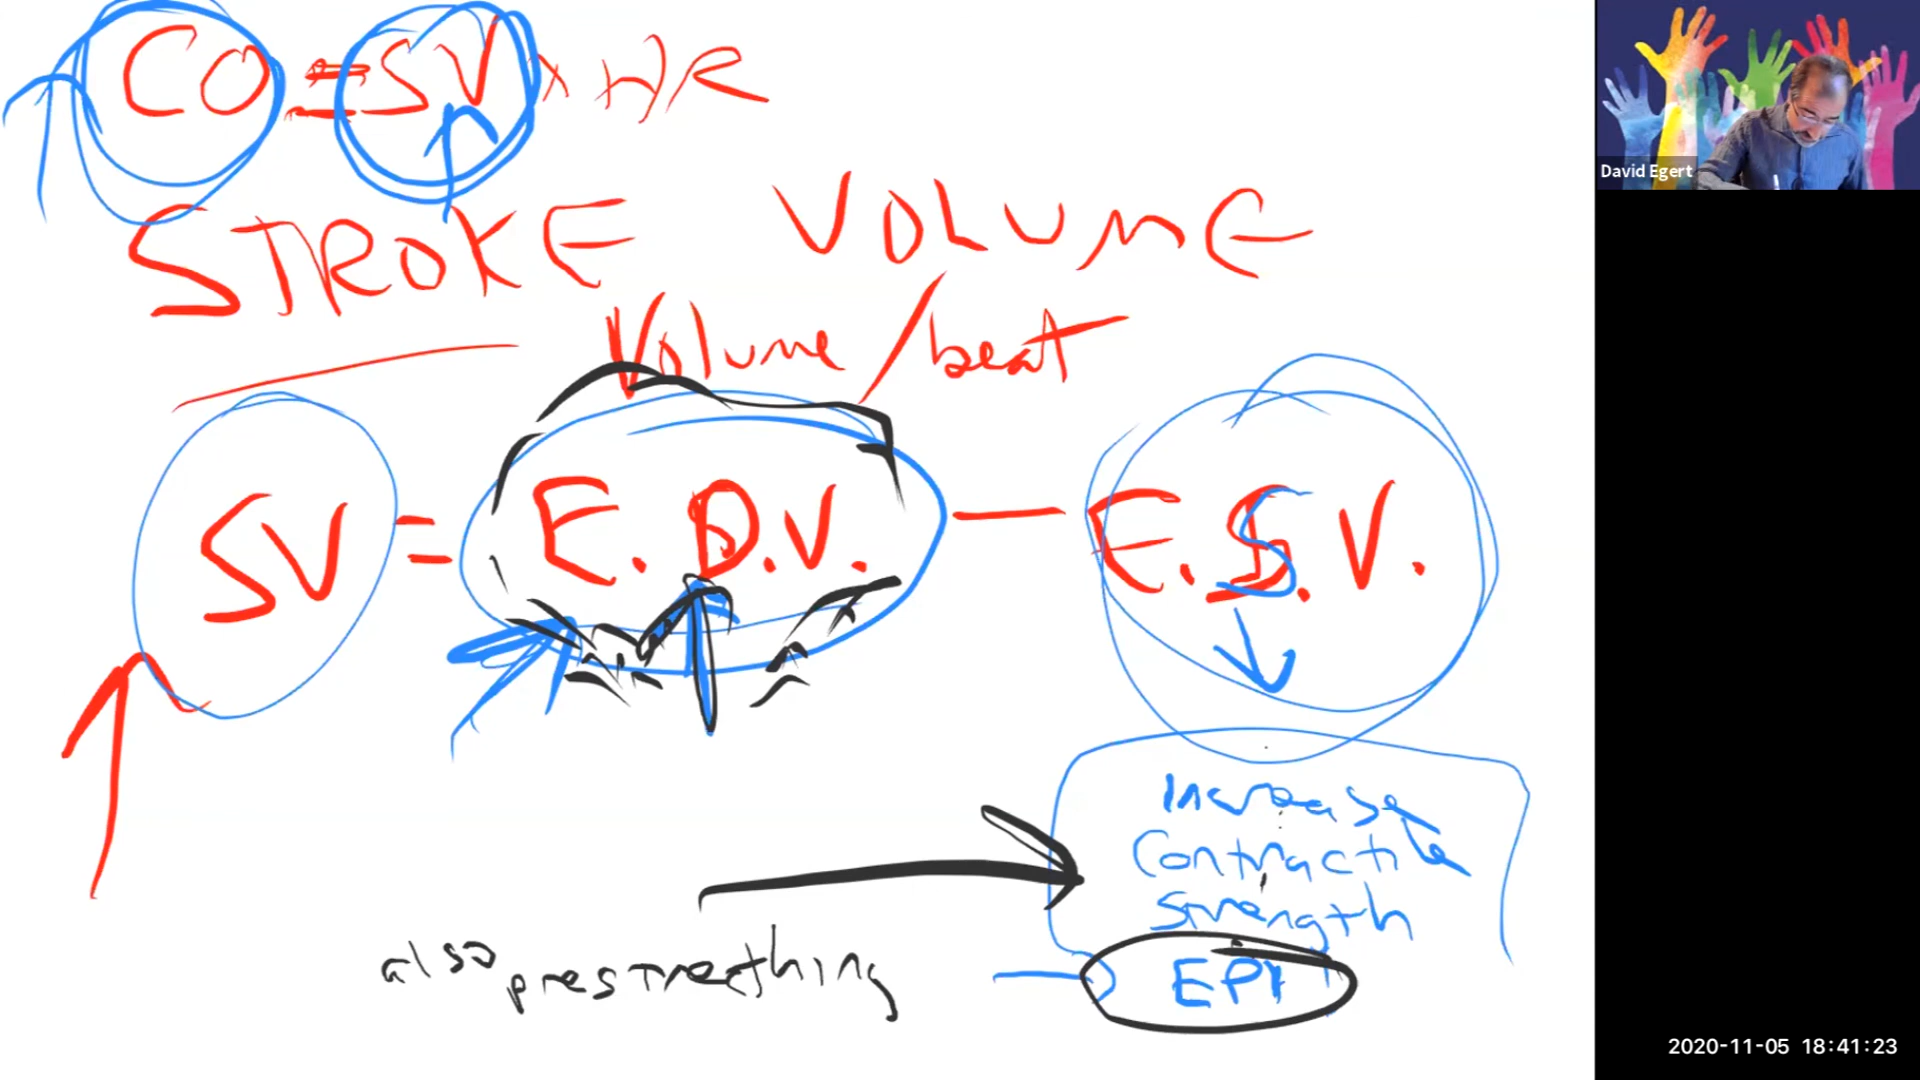 CO = SV x HR
STROKE VOLUME
Volume/beat
SV = E.D.V. — E.S.V.
Increase
Contractile
Strength
also prestretching
EPI
David Egert
2020-11-05 18:41:23